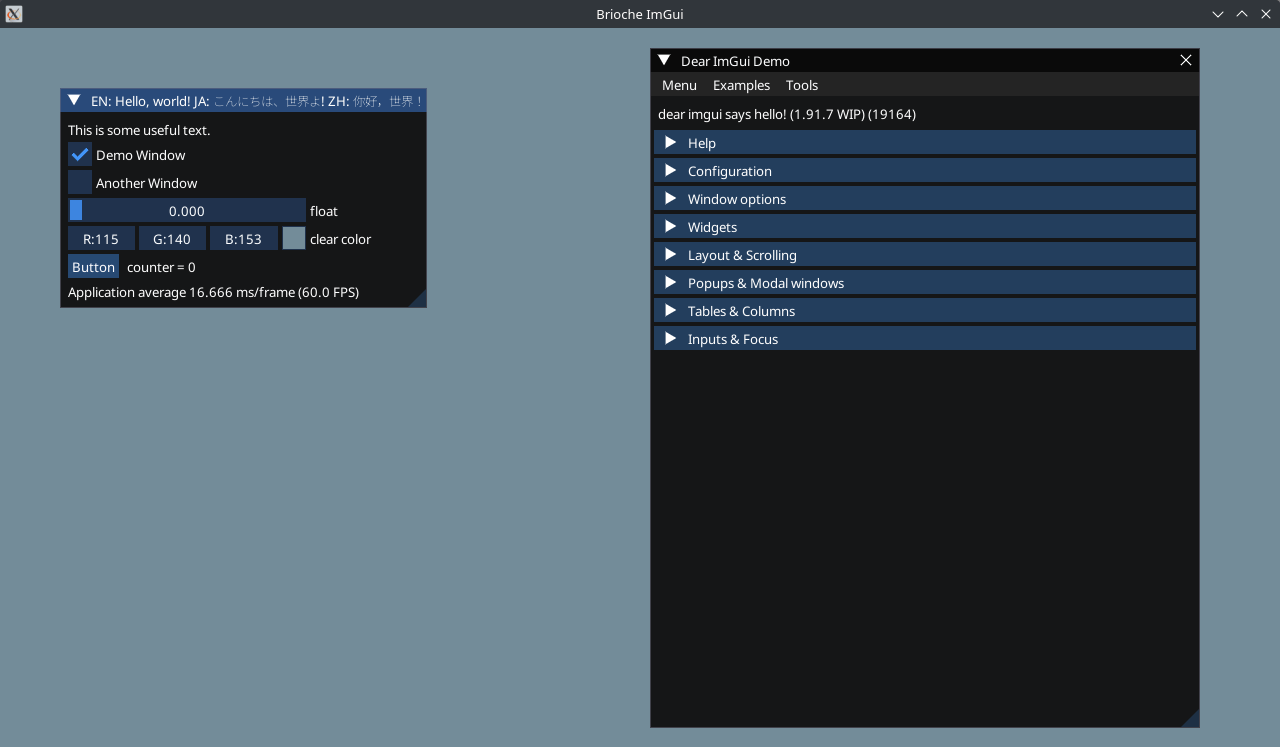 Brioche ImGui
EN: Hello, world! JA: こんにちは、世界よ! ZH: 你好，世界！
This is some useful text.
Demo Window
Another Window
0.000 float
R:115 G:140 B:153 clear color
Button counter = 0
Application average 16.666 ms/frame (60.0 FPS)
Dear ImGui Demo
Menu Examples Tools
dear imgui says hello! (1.91.7 WIP) (19164)
Help
Configuration
Window options
Widgets
Layout & Scrolling
Popups & Modal windows
Tables & Columns
Inputs & Focus